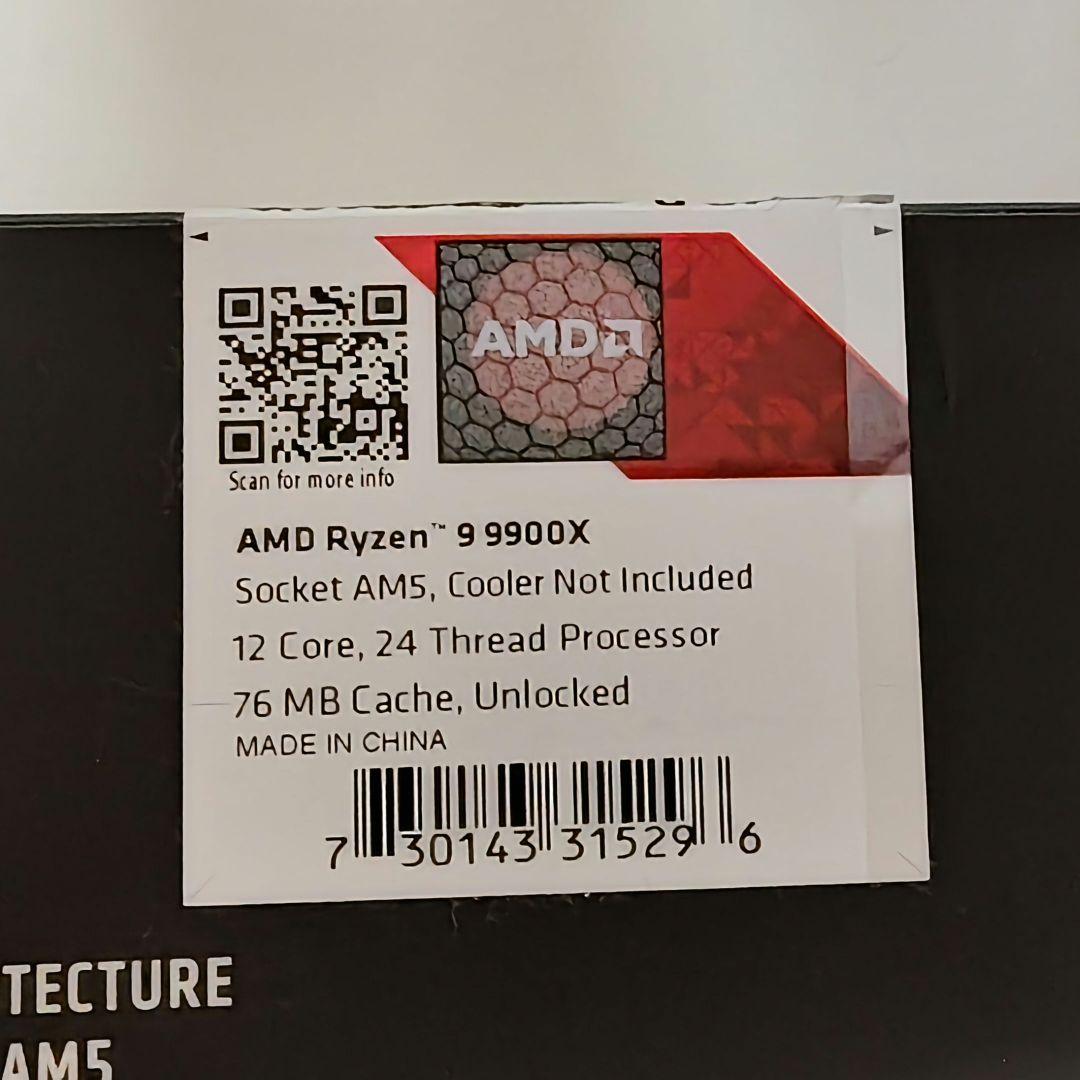 AMD
Scan for more info
AMD Ryzen™ 9 9900X
Socket AM5, Cooler Not Included
12 Core, 24 Thread Processor
76 MB Cache, Unlocked
MADE IN CHINA
7 30143 31529 6
TECTURE
AM5